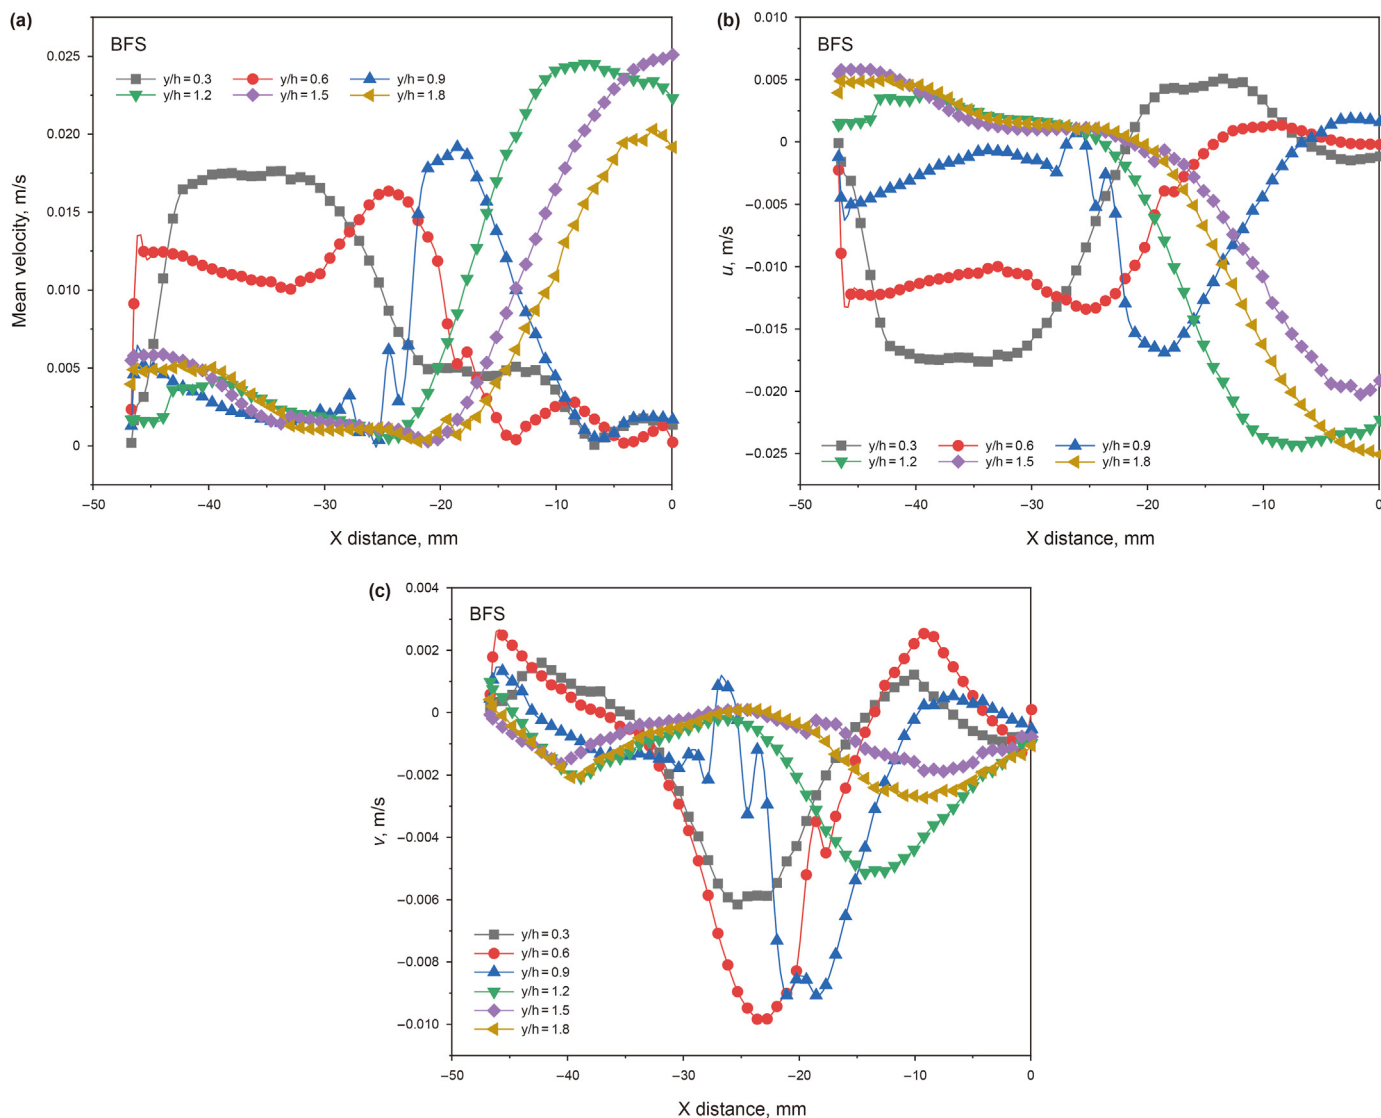 (a)
BFS
y/h = 0.3 y/h = 0.6 y/h = 0.9
y/h = 1.2 y/h = 1.5 y/h = 1.8
Mean velocity, m/s
0.025
0.020
0.015
0.010
0.005
0
–50 –40 –30 –20 –10 0
X distance, mm
(b)
BFS
u, m/s
0.010
0.005
0
–0.005
–0.010
–0.015
–0.020
–0.025
y/h = 0.3 y/h = 0.6 y/h = 0.9
y/h = 1.2 y/h = 1.5 y/h = 1.8
–50 –40 –30 –20 –10 0
X distance, mm
(c)
BFS
v, m/s
0.004
0.002
0
–0.002
–0.004
–0.006
–0.008
–0.010
y/h = 0.3
y/h = 0.6
y/h = 0.9
y/h = 1.2
y/h = 1.5
y/h = 1.8
–50 –40 –30 –20 –10 0
X distance, mm